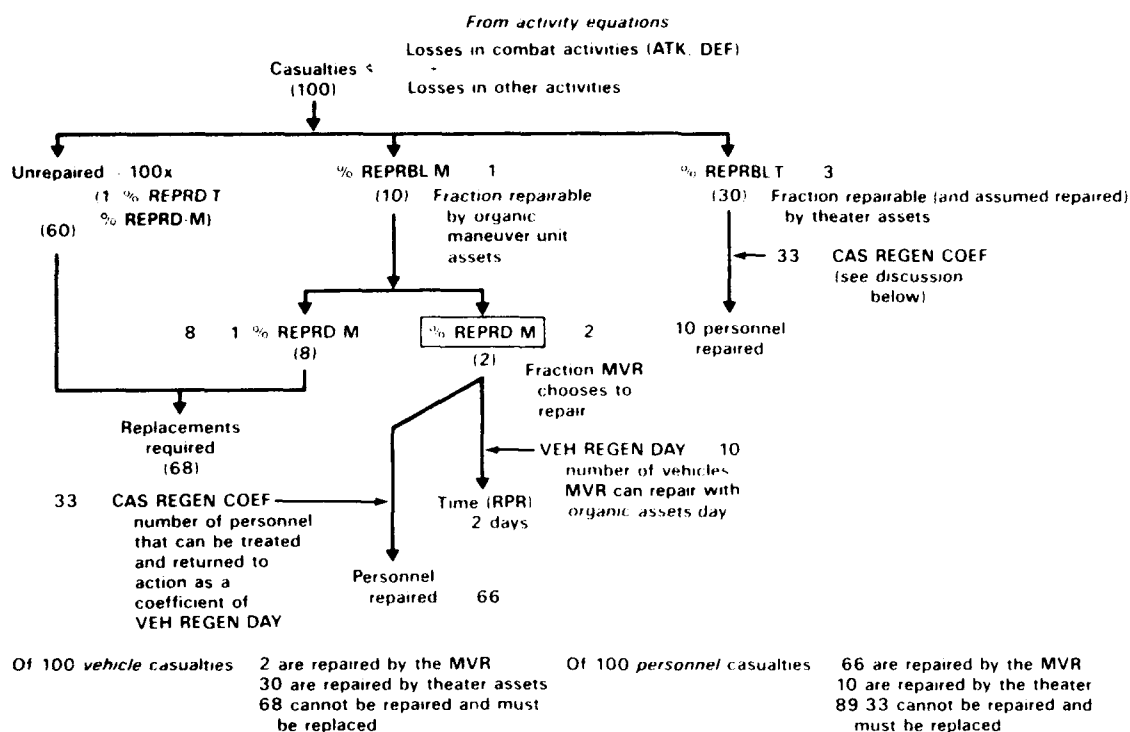 From activity equations
Losses in combat activities (ATK, DEF)
Casualties <
(100)
Losses in other activities
Unrepaired - 100x
(1 % REPRD T
% REPRD-M)
(60)
% REPRBL M 1
(10) Fraction repairable
by organic
maneuver unit
assets
% REPRBL T 3
(30) Fraction repairable (and assumed repaired)
by theater assets
33 CAS REGEN COEF
(see discussion
below)
10 personnel
repaired
8 1 % REPRD M
(8)
% REPRD M 2
(2)
Fraction MVR
chooses to
repair
Replacements
required
(68)
VEH REGEN DAY 10
number of vehicles
MVR can repair with
organic assets day
33 CAS REGEN COEF
number of personnel
that can be treated
and returned to
action as a
coefficient of
VEH REGEN DAY
Time (RPR)
2 days
Personnel
repaired 66
Of 100 vehicle casualties 2 are repaired by the MVR
30 are repaired by theater assets
68 cannot be repaired and must
be replaced
Of 100 personnel casualties 66 are repaired by the MVR
10 are repaired by the theater
89 33 cannot be repaired and
must be replaced